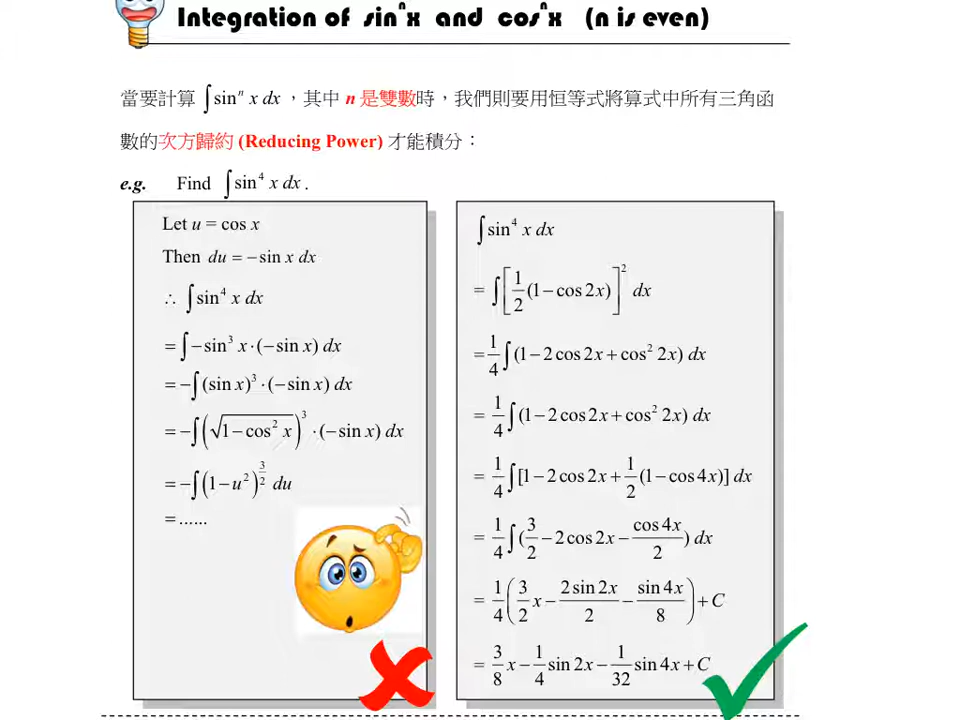 Integration of sinⁿx and cosⁿx (n is even)
當要計算 ∫ sinⁿ x dx ，其中 n 是雙數時，我們則要用恒等式將算式中所有三角函
數的次方歸約 (Reducing Power) 才能積分：
e.g. Find ∫ sin⁴ x dx .
Let u = cos x
Then du = −sin x dx
∴ ∫ sin⁴ x dx
= ∫ −sin³ x · (−sin x) dx
= −∫ (sin x)³ · (−sin x) dx
= −∫ (√(1−cos² x))³ · (−sin x) dx
= −∫ (1−u²)^(3/2) du
= ......
∫ sin⁴ x dx
= ∫ [1/2 (1−cos 2x)]² dx
= 1/4 ∫ (1−2cos 2x + cos² 2x) dx
= 1/4 ∫ (1−2cos 2x + cos² 2x) dx
= 1/4 ∫ [1−2cos 2x + 1/2 (1−cos 4x)] dx
= 1/4 ∫ (3/2 − 2cos 2x − cos 4x/2) dx
= 1/4 (3/2 x − 2sin 2x/2 − sin 4x/8) + C
= 3/8 x − 1/4 sin 2x − 1/32 sin 4x + C